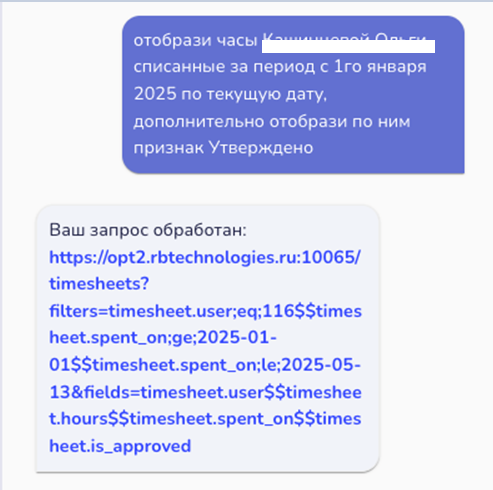 отобрази часы
списанные за период с 1го января
2025 по текущую дату,
дополнительно отобрази по ним
признак Утверждено
Ваш запрос обработан:
https://opt2.rbtechnologies.ru:10065/
timesheets?
filters=timesheet.user;eq;116$$times
heet.spent_on;ge;2025-01-
01$$timesheet.spent_on;le;2025-05-
13&fields=timesheet.user$$timeshee
t.hours$$timesheet.spent_on$$times
heet.is_approved